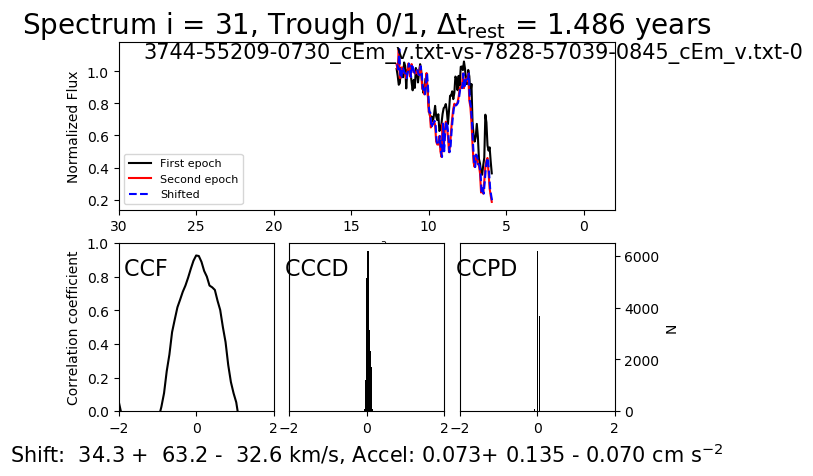 Spectrum i = 31, Trough 0/1, Δt_rest = 1.486 years
3744-55209-0730_cEm_v.txt-vs-7828-57039-0845_cEm_v.txt-0
Normalized Flux
1.0
0.8
0.6
0.4
0.2
First epoch
Second epoch
Shifted
30 25 20 15 10 5 0
Correlation coefficient
1.0
0.8
0.6
0.4
0.2
0.0
CCF
−2 0 2
CCCD
−2 0 2
CCPD
−2 0 2
6000
4000
2000
0
N
Shift:  34.3 +  63.2 -  32.6 km/s, Accel: 0.073+ 0.135 - 0.070 cm s⁻²